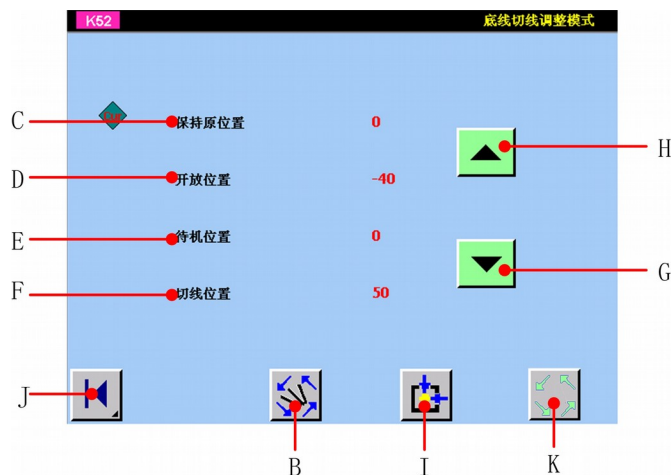 K52 底线切线调整模式
C 保持原位置 0 H
D 开放位置 -40
E 待机位置 0 G
F 切线位置 50
J B I K